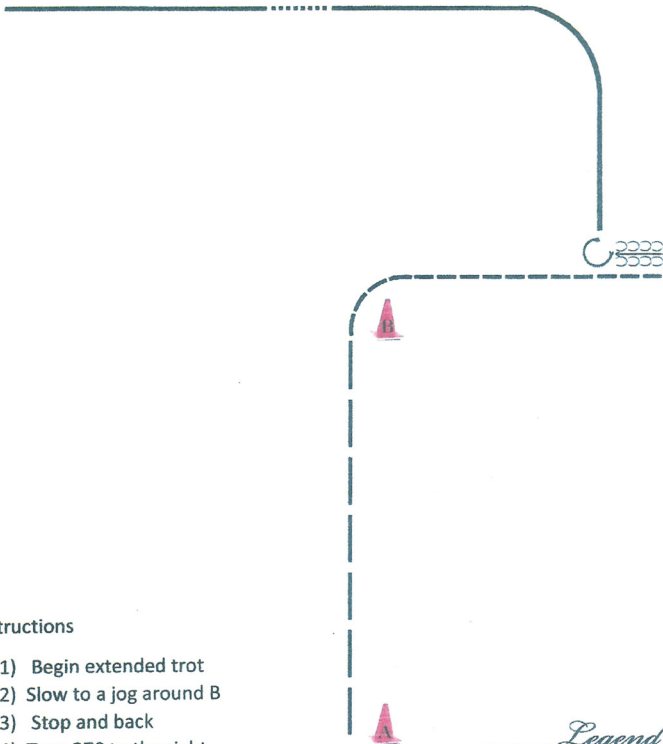 B
tructions
1) Begin extended trot
2) Slow to a jog around B
3) Stop and back
A
Legend